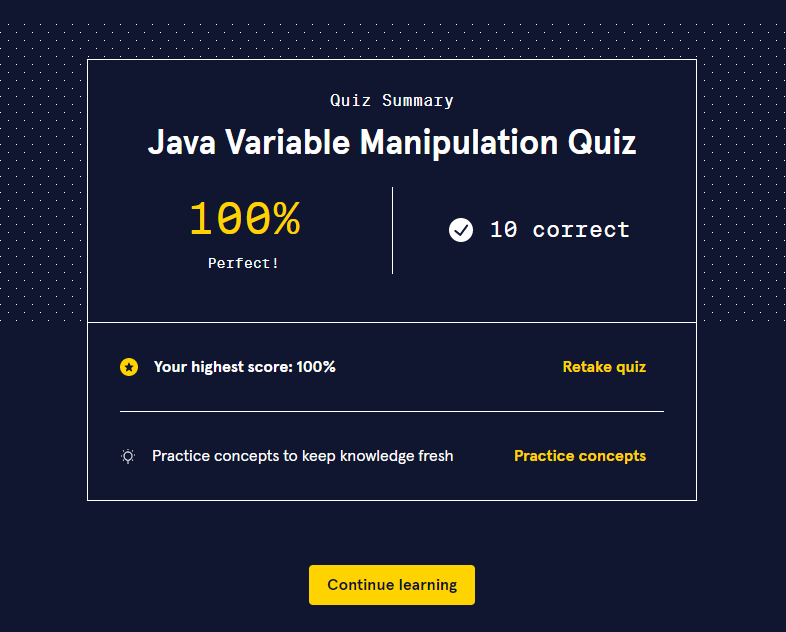 Quiz Summary
Java Variable Manipulation Quiz
100%
Perfect!
10 correct
Your highest score: 100%
Retake quiz
Practice concepts to keep knowledge fresh
Practice concepts
Continue learning